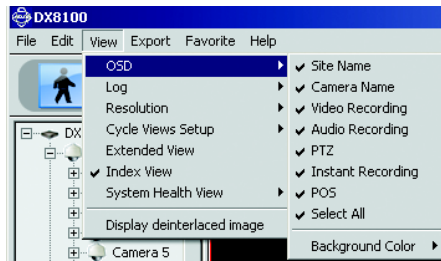 DX8100
File Edit View Export Favorite Help
OSD
Log
Resolution
Cycle Views Setup
Extended View
Index View
System Health View
Display deinterlaced image
Site Name
Camera Name
Video Recording
Audio Recording
PTZ
Instant Recording
POS
Select All
Background Color
DX
Camera 5